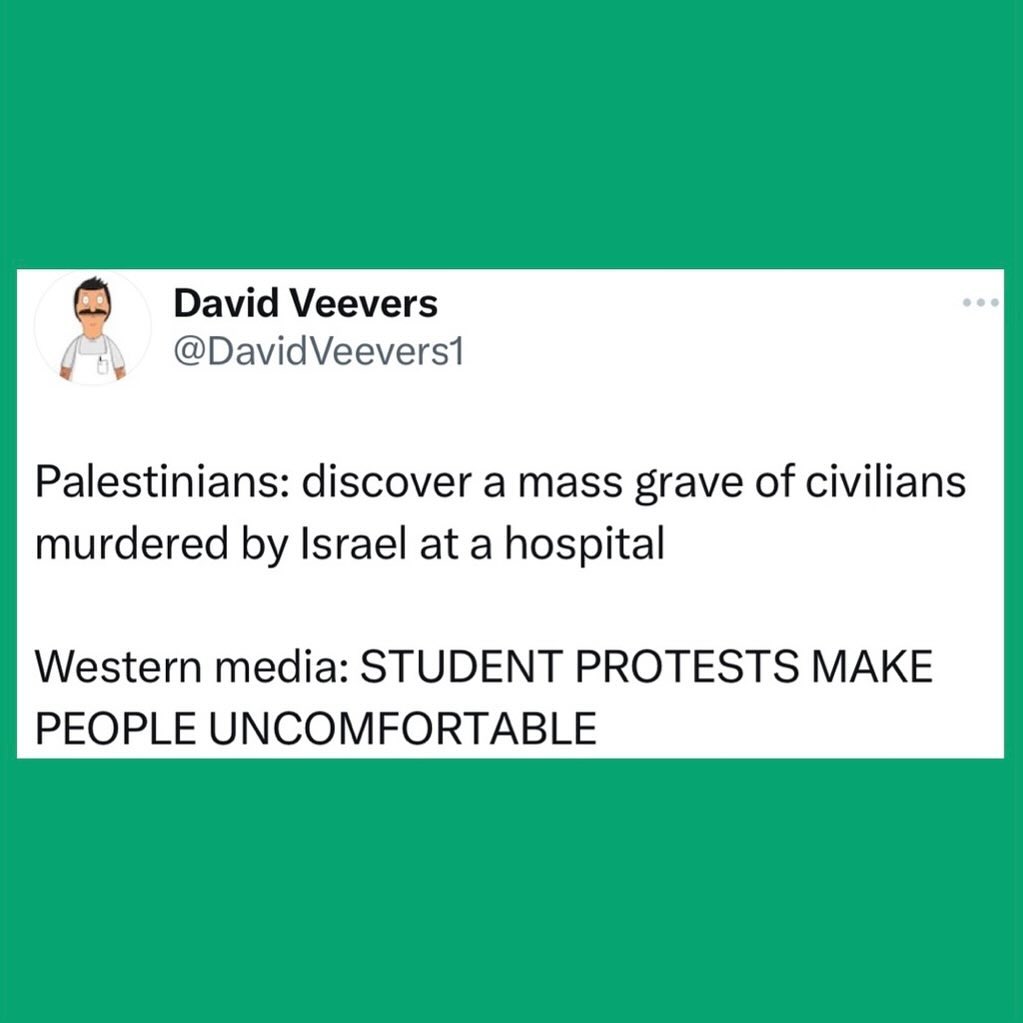 David Veevers
@DavidVeevers1
Palestinians: discover a mass grave of civilians
murdered by Israel at a hospital
Western media: STUDENT PROTESTS MAKE
PEOPLE UNCOMFORTABLE